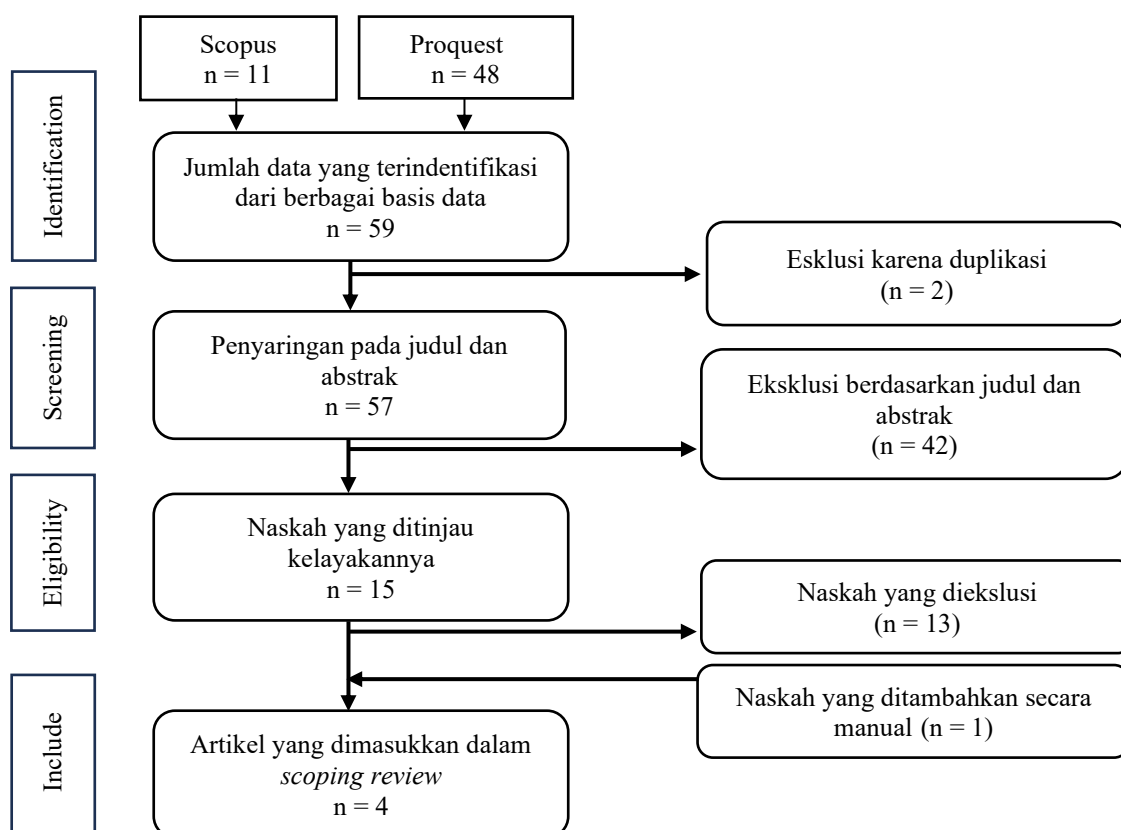 Scopus
n = 11
Proquest
n = 48
Identification
Jumlah data yang terindentifikasi
dari berbagai basis data
n = 59
Esklusi karena duplikasi
(n = 2)
Screening
Penyaringan pada judul dan
abstrak
n = 57
Eksklusi berdasarkan judul dan
abstrak
(n = 42)
Eligibility
Naskah yang ditinjau
kelayakannya
n = 15
Naskah yang diekslusi
(n = 13)
Naskah yang ditambahkan secara
manual (n = 1)
Include
Artikel yang dimasukkan dalam
scoping review
n = 4